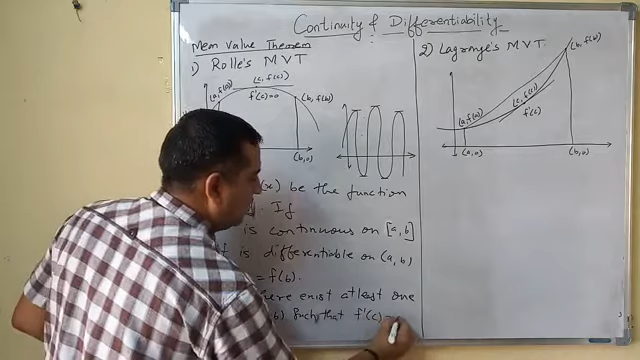 Continuity & Differentiability
Mean Value Theorem
1) Rolle's MVT
(a, f(a))
(c, f(c))
f'(c)=0
(b, f(b))
(b,0)
(x) be the function
If
is continuous on [a,b]
f is differentiable on (a,b)
= f(b).
there exist atleast one
b) such that f'(c)=
2) Lagrange's MVT
(b, f(b))
(c, f(c))
(a, f(a))
f'(c)
(a,0)
(b,0)